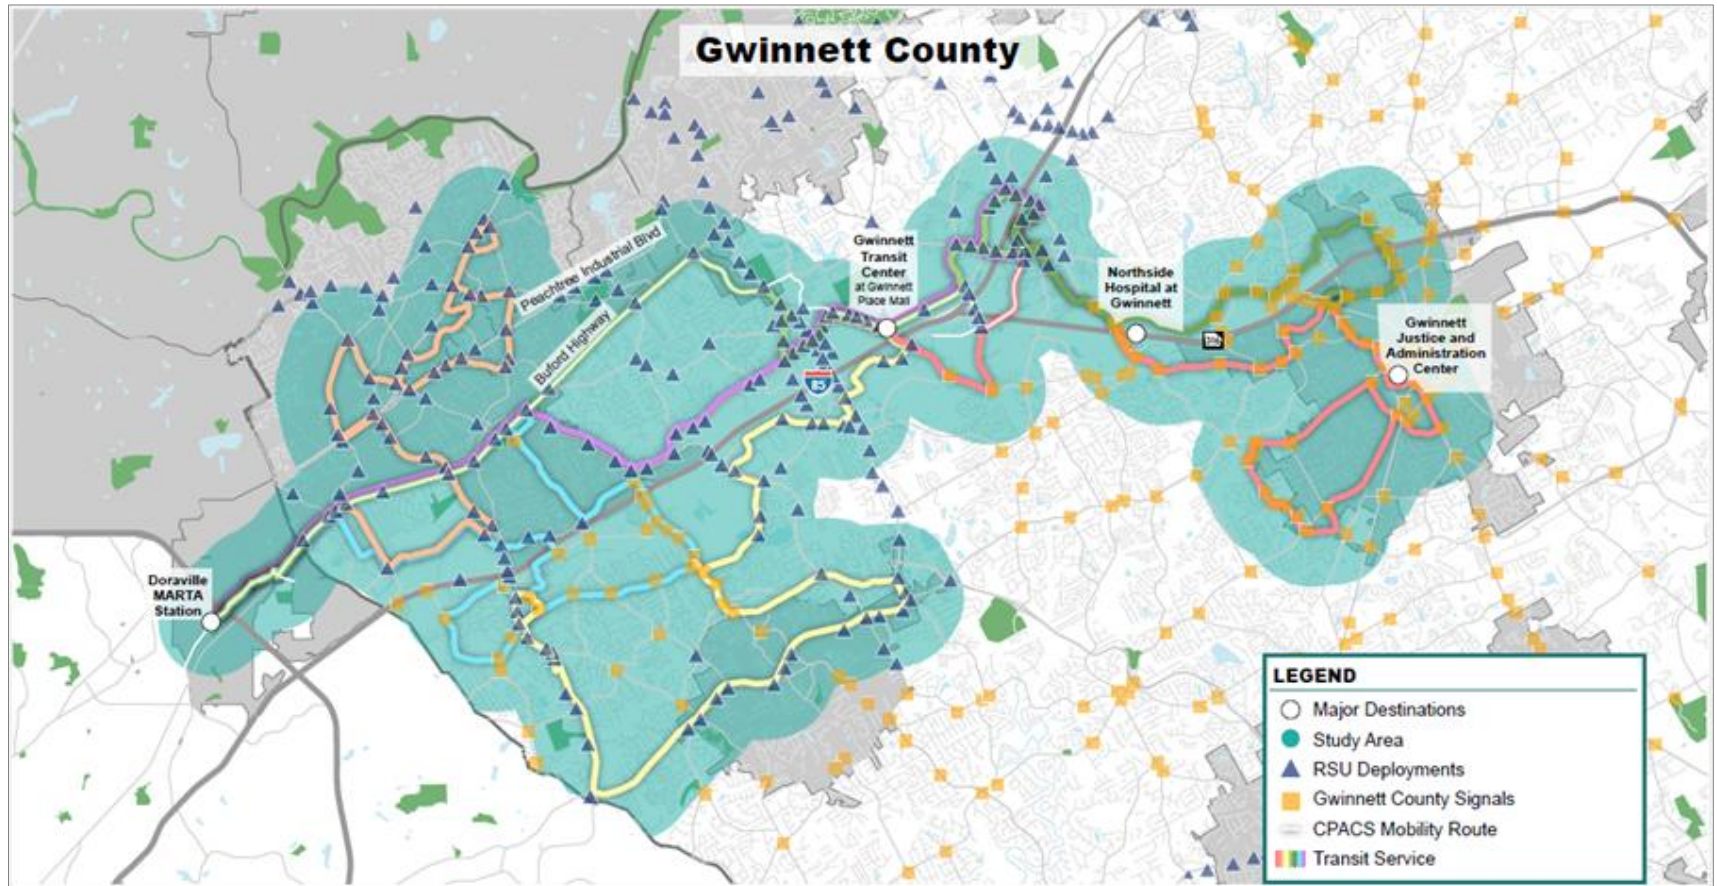 Gwinnett County
Peachtree Industrial Blvd
Buford Highway
Gwinnett
Transit
Center
at Gwinnett
Place Mall
85
Northside
Hospital at
Gwinnett
316
Gwinnett
Justice and
Administration
Center
Doraville
MARTA
Station
LEGEND
Major Destinations
Study Area
RSU Deployments
Gwinnett County Signals
CPACS Mobility Route
Transit Service